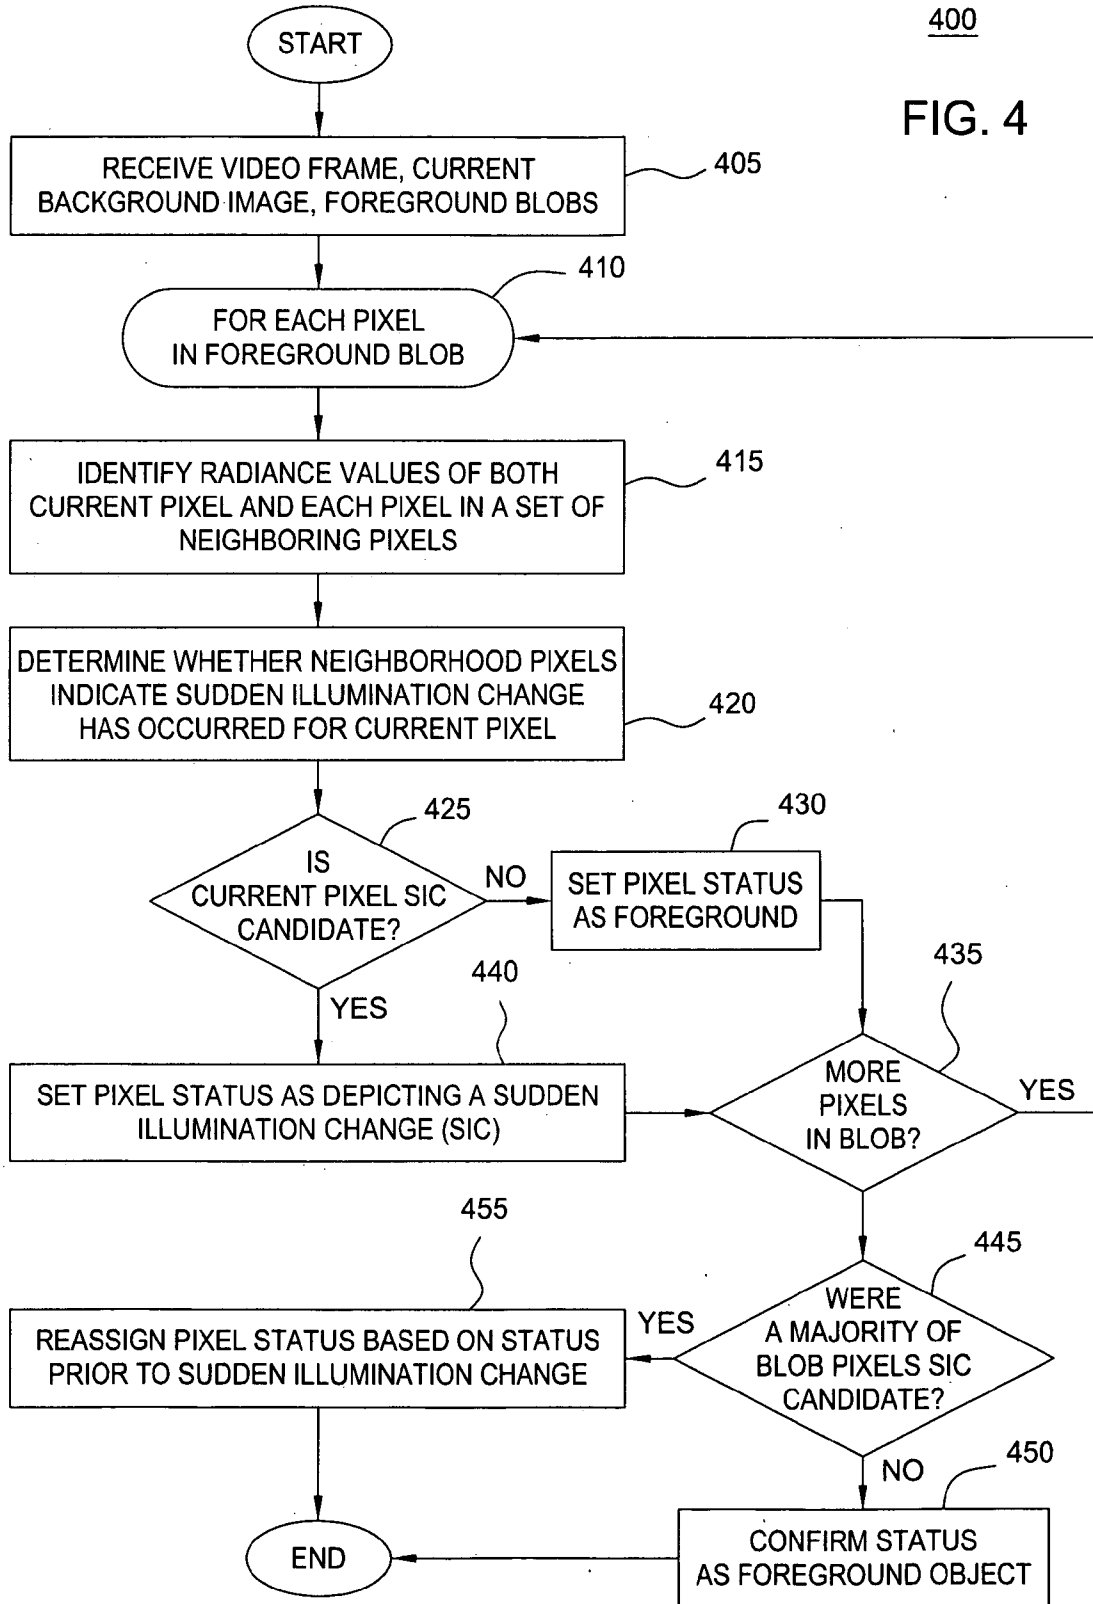 400
FIG. 4
START
RECEIVE VIDEO FRAME, CURRENT
BACKGROUND IMAGE, FOREGROUND BLOBS
405
410
FOR EACH PIXEL
IN FOREGROUND BLOB
IDENTIFY RADIANCE VALUES OF BOTH
CURRENT PIXEL AND EACH PIXEL IN A SET OF
NEIGHBORING PIXELS
415
DETERMINE WHETHER NEIGHBORHOOD PIXELS
INDICATE SUDDEN ILLUMINATION CHANGE
HAS OCCURRED FOR CURRENT PIXEL
420
425
IS
CURRENT PIXEL SIC
CANDIDATE?
NO
430
SET PIXEL STATUS
AS FOREGROUND
YES
440
SET PIXEL STATUS AS DEPICTING A SUDDEN
ILLUMINATION CHANGE (SIC)
435
MORE
PIXELS
IN BLOB?
YES
445
WERE
A MAJORITY OF
BLOB PIXELS SIC
CANDIDATE?
YES
455
REASSIGN PIXEL STATUS BASED ON STATUS
PRIOR TO SUDDEN ILLUMINATION CHANGE
NO
450
CONFIRM STATUS
AS FOREGROUND OBJECT
END